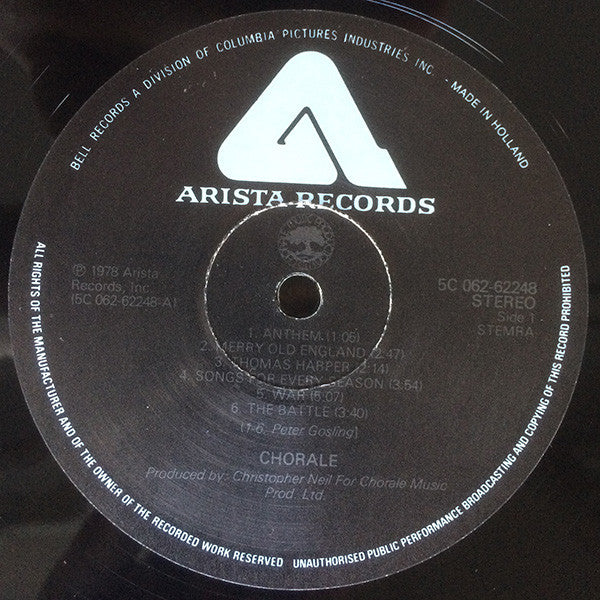 BELL RECORDS A DIVISION OF COLUMBIA PICTURES INDUSTRIES INC. - MADE IN HOLLAND
ARISTA RECORDS
℗ 1978 Arista
Records, Inc.
(5C 062-62248-A)
5C 062-62248
STEREO
Side 1
STEMRA
1. ANTHEM (1:06)
2. MERRY OLD ENGLAND (2:47)
3. THOMAS HARPER (2:14)
4. SONGS FOR EVERY SEASON (3:54)
5. WAR (5:07)
6. THE BATTLE (3:40)
(1-6. Peter Gosling)
CHORALE
Produced by: Christopher Neil For Chorale Music
Prod. Ltd.
ALL RIGHTS OF THE MANUFACTURER AND OF THE OWNER OF THE RECORDED WORK RESERVED UNAUTHORISED PUBLIC PERFORMANCE BROADCASTING AND COPYING OF THIS RECORD PROHIBITED